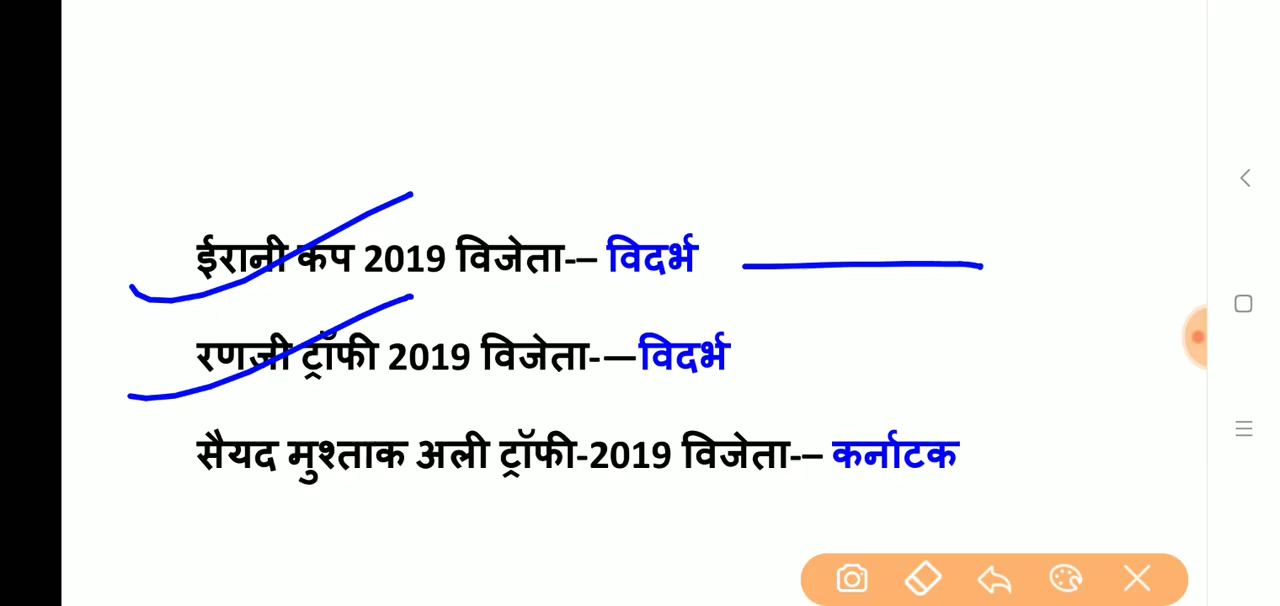 ईरानी कप 2019 विजेता-– विदर्भ
रणजी ट्रॉफी 2019 विजेता-—विदर्भ
सैयद मुश्ताक अली ट्रॉफी-2019 विजेता-– कर्नाटक